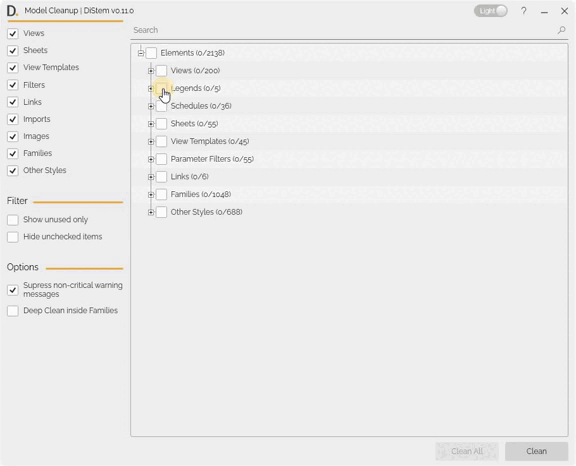 D. Model Cleanup | DiStem v0.11.0
Light
?
Views
Sheets
View Templates
Filters
Links
Imports
Images
Families
Other Styles
Filter
Show unused only
Hide unchecked items
Options
Supress non-critical warning
messages
Deep Clean inside Families
Search
Elements (0/2138)
Views (0/200)
Legends (0/5)
Schedules (0/36)
Sheets (0/55)
View Templates (0/45)
Parameter Filters (0/55)
Links (0/6)
Families (0/1048)
Other Styles (0/688)
Clean All
Clean